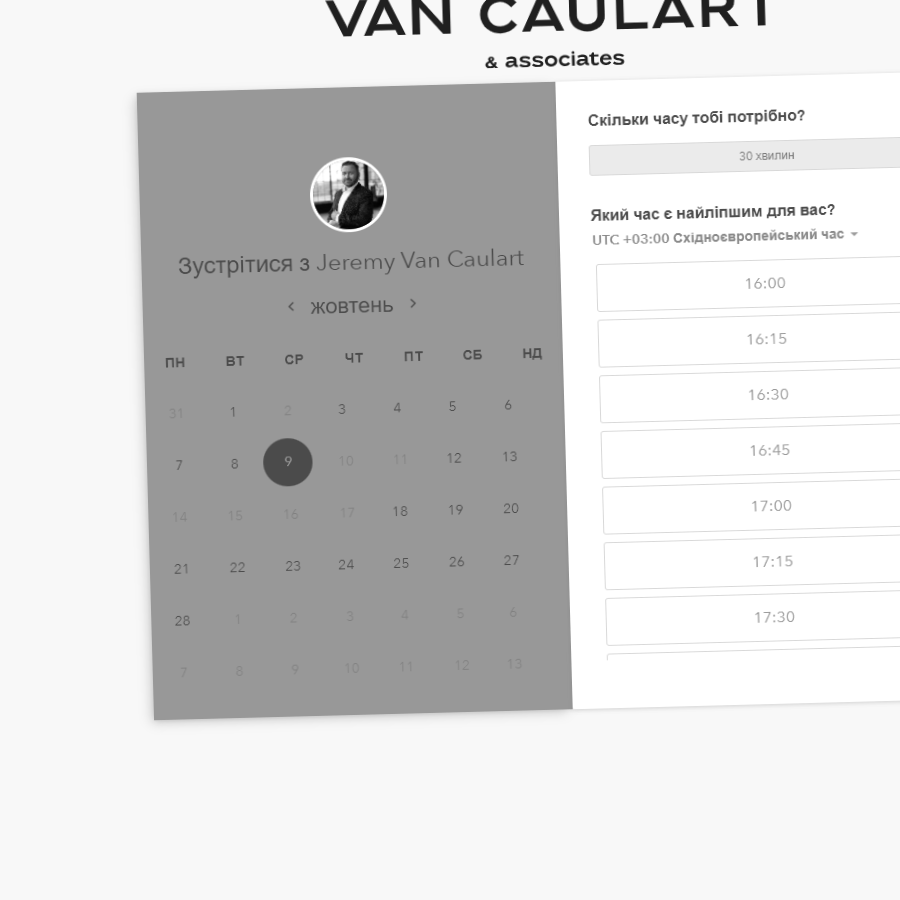 VAN CAULART
& associates
Зустрітися з Jeremy Van Caulart
жовтень
ПН ВТ СР ЧТ ПТ СБ НД
31 1 2 3 4 5 6
7 8 9 10 11 12 13
14 15 16 17 18 19 20
21 22 23 24 25 26 27
28 1 2 3 4 5 6
7 8 9 10 11 12 13
Скільки часу тобі потрібно?
30 хвилин
Який час є найліпшим для вас?
UTC +03:00 Східноєвропейський час
16:00
16:15
16:30
16:45
17:00
17:15
17:30